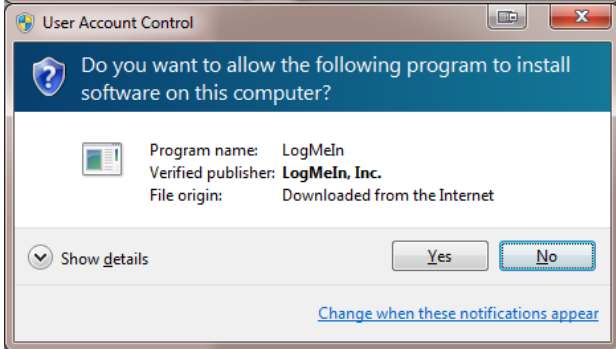 User Account Control
Do you want to allow the following program to install
software on this computer?
Program name: LogMeIn
Verified publisher: LogMeIn, Inc.
File origin: Downloaded from the Internet
Show details
Yes
No
Change when these notifications appear